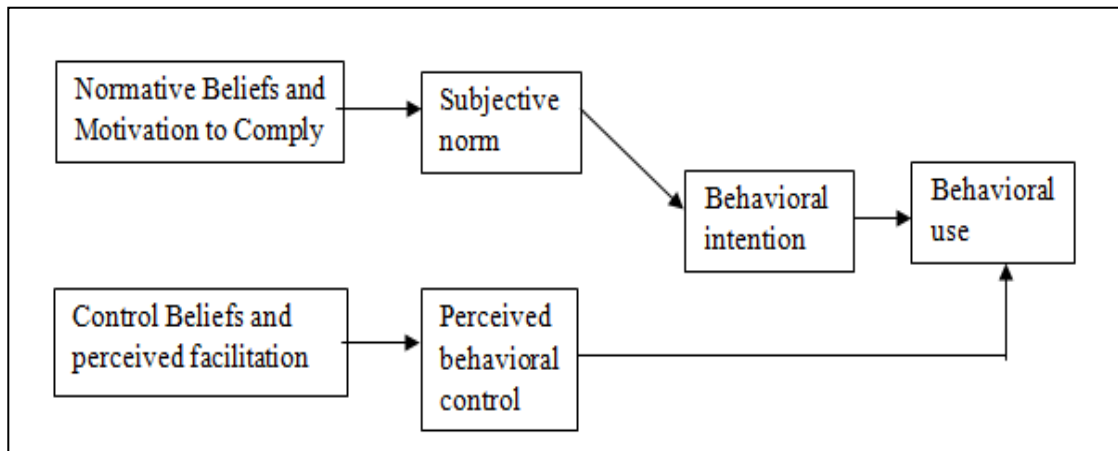 Normative Beliefs and
Motivation to Comply
Subjective
norm
Behavioral
intention
Behavioral
use
Control Beliefs and
perceived facilitation
Perceived
behavioral
control